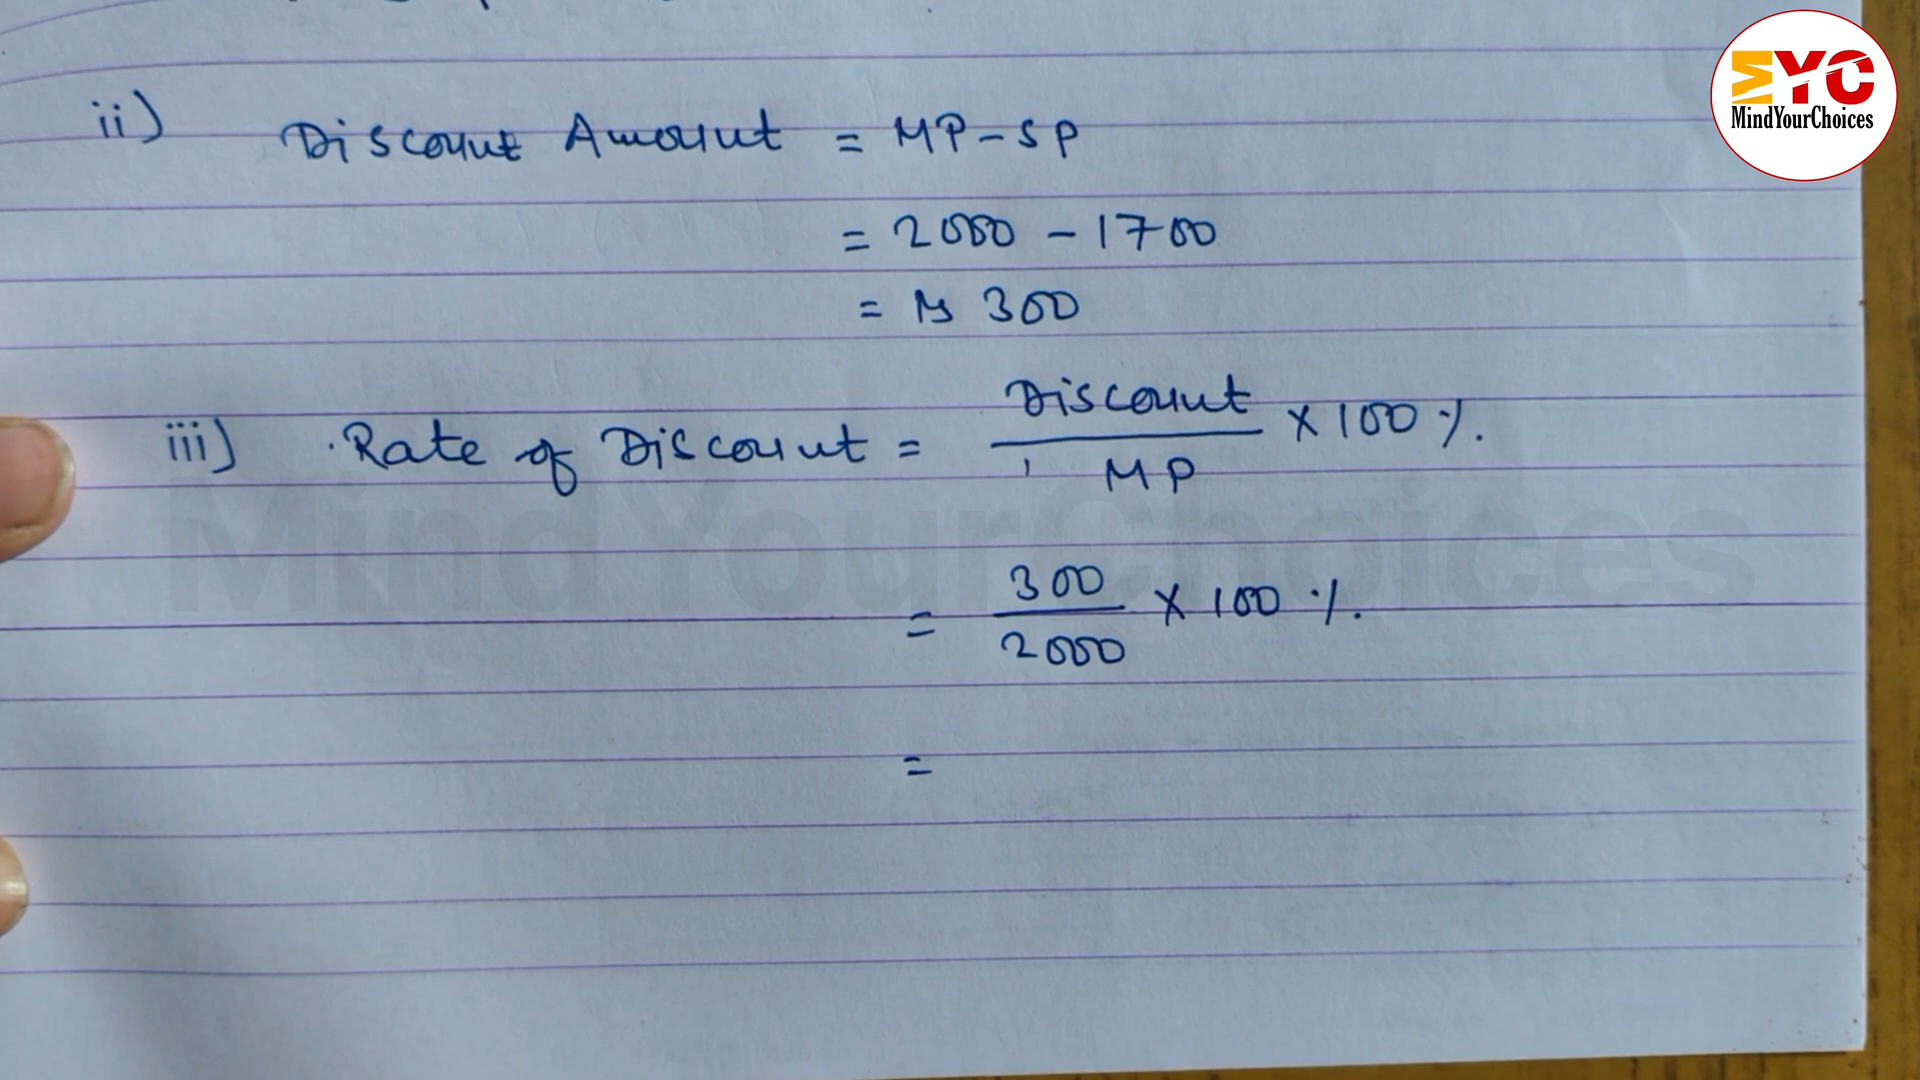 MYC
MindYourChoices
ii) Discount Amount = MP - SP
= 2000 - 1700
= Rs 300
iii) Rate of Discount = Discount / MP × 100 %.
MindYourChoices
= 300 / 2000 × 100 %.
=